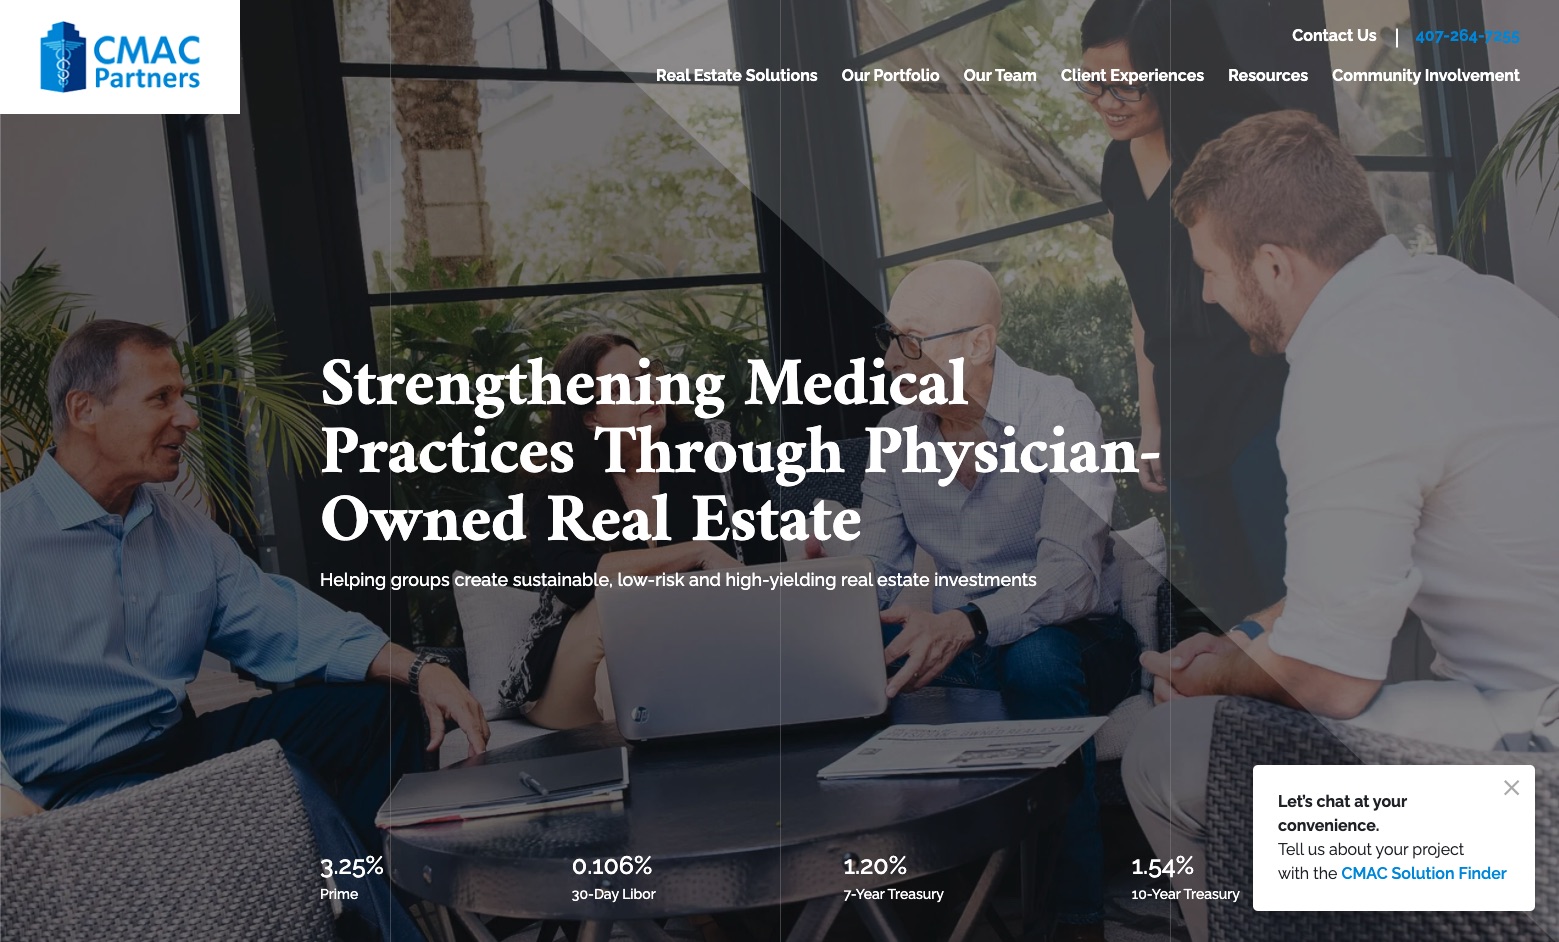 CMAC
Partners
Contact Us | 407-264-7255
Real Estate Solutions Our Portfolio Our Team Client Experiences Resources Community Involvement
Strengthening Medical
Practices Through Physician-
Owned Real Estate
Helping groups create sustainable, low-risk and high-yielding real estate investments
3.25% 0.106% 1.20% 1.54%
Prime 30-Day Libor 7-Year Treasury 10-Year Treasury
Let's chat at your
convenience.
Tell us about your project
with the CMAC Solution Finder